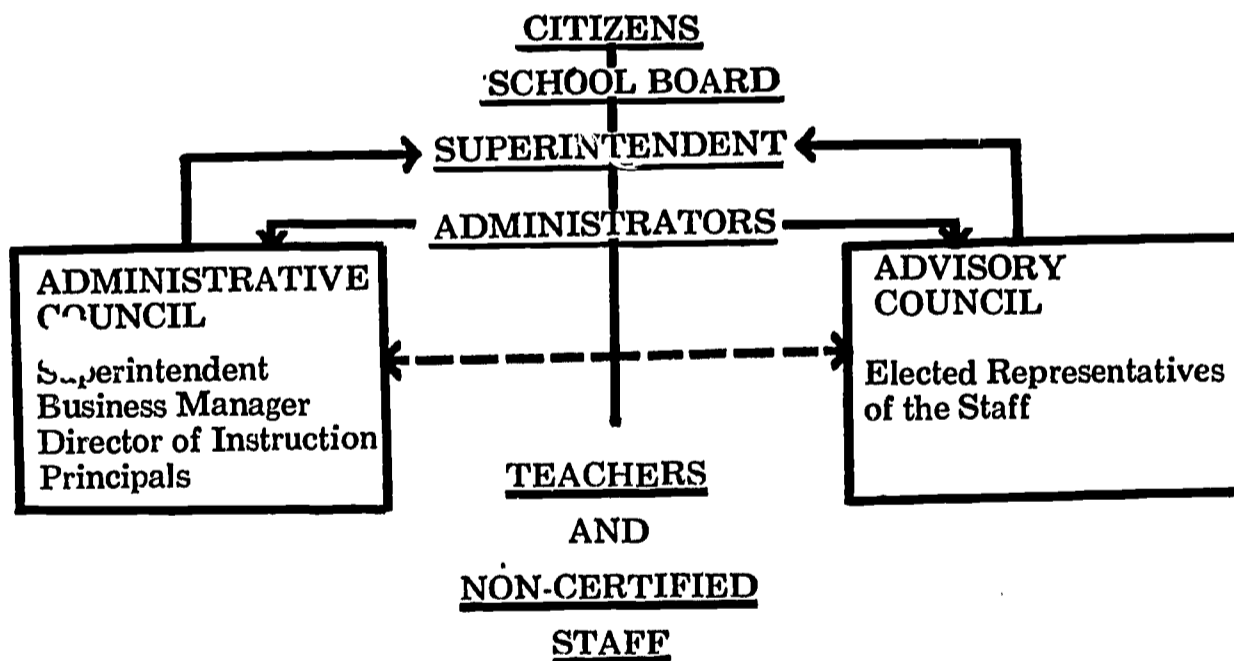 CITIZENS
SCHOOL BOARD
SUPERINTENDENT
ADMINISTRATORS
ADMINISTRATIVE
COUNCIL
Superintendent
Business Manager
Director of Instruction
Principals
ADVISORY
COUNCIL
Elected Representatives
of the Staff
TEACHERS
AND
NON-CERTIFIED
STAFF